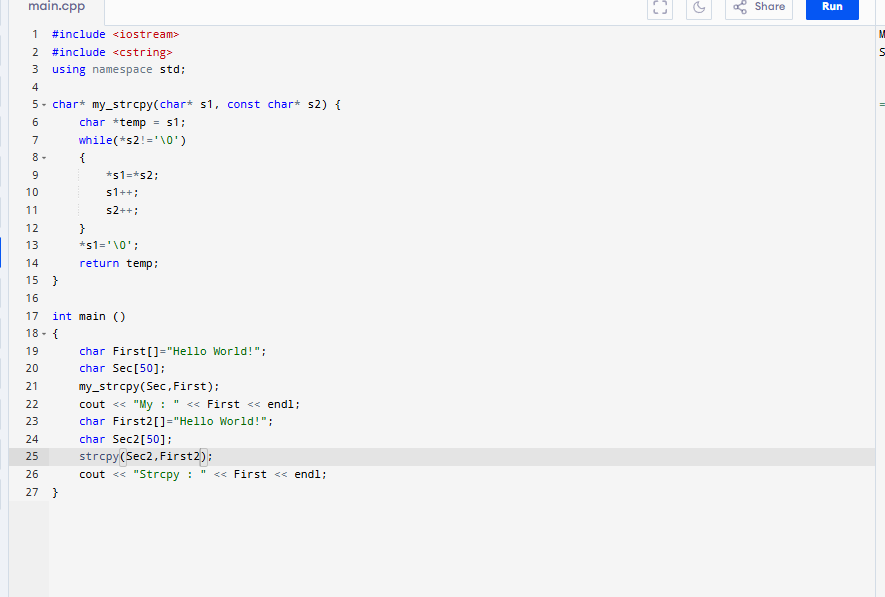 main.cpp Share Run
1 #include <iostream>
2 #include <cstring>
3 using namespace std;
4
5 char* my_strcpy(char* s1, const char* s2) {
6 char *temp = s1;
7 while(*s2!='\0')
8 {
9 *s1=*s2;
10 s1++;
11 s2++;
12 }
13 *s1='\0';
14 return temp;
15 }
16
17 int main ()
18 {
19 char First[]="Hello World!";
20 char Sec[50];
21 my_strcpy(Sec,First);
22 cout << "My : " << First << endl;
23 char First2[]="Hello World!";
24 char Sec2[50];
25 strcpy(Sec2,First2);
26 cout << "Strcpy : " << First << endl;
27 }